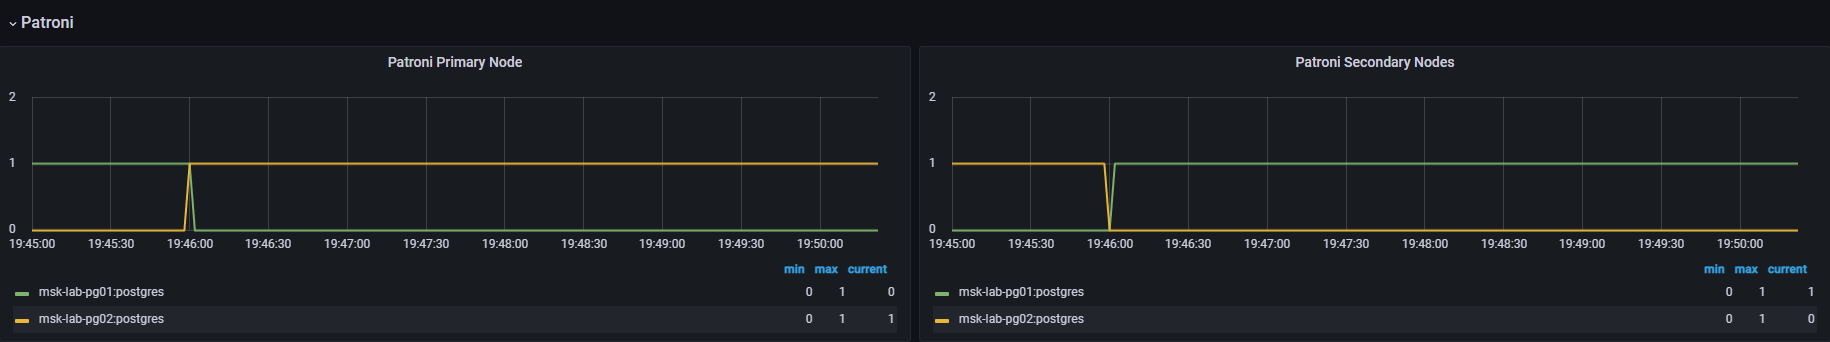 Patroni
Patroni Primary Node
2
1
0
19:45:00 19:45:30 19:46:00 19:46:30 19:47:00 19:47:30 19:48:00 19:48:30 19:49:00 19:49:30 19:50:00
min max current
msk-lab-pg01:postgres 0 1 0
msk-lab-pg02:postgres 0 1 1
Patroni Secondary Nodes
2
1
0
19:45:00 19:45:30 19:46:00 19:46:30 19:47:00 19:47:30 19:48:00 19:48:30 19:49:00 19:49:30 19:50:00
min max current
msk-lab-pg01:postgres 0 1 1
msk-lab-pg02:postgres 0 1 0